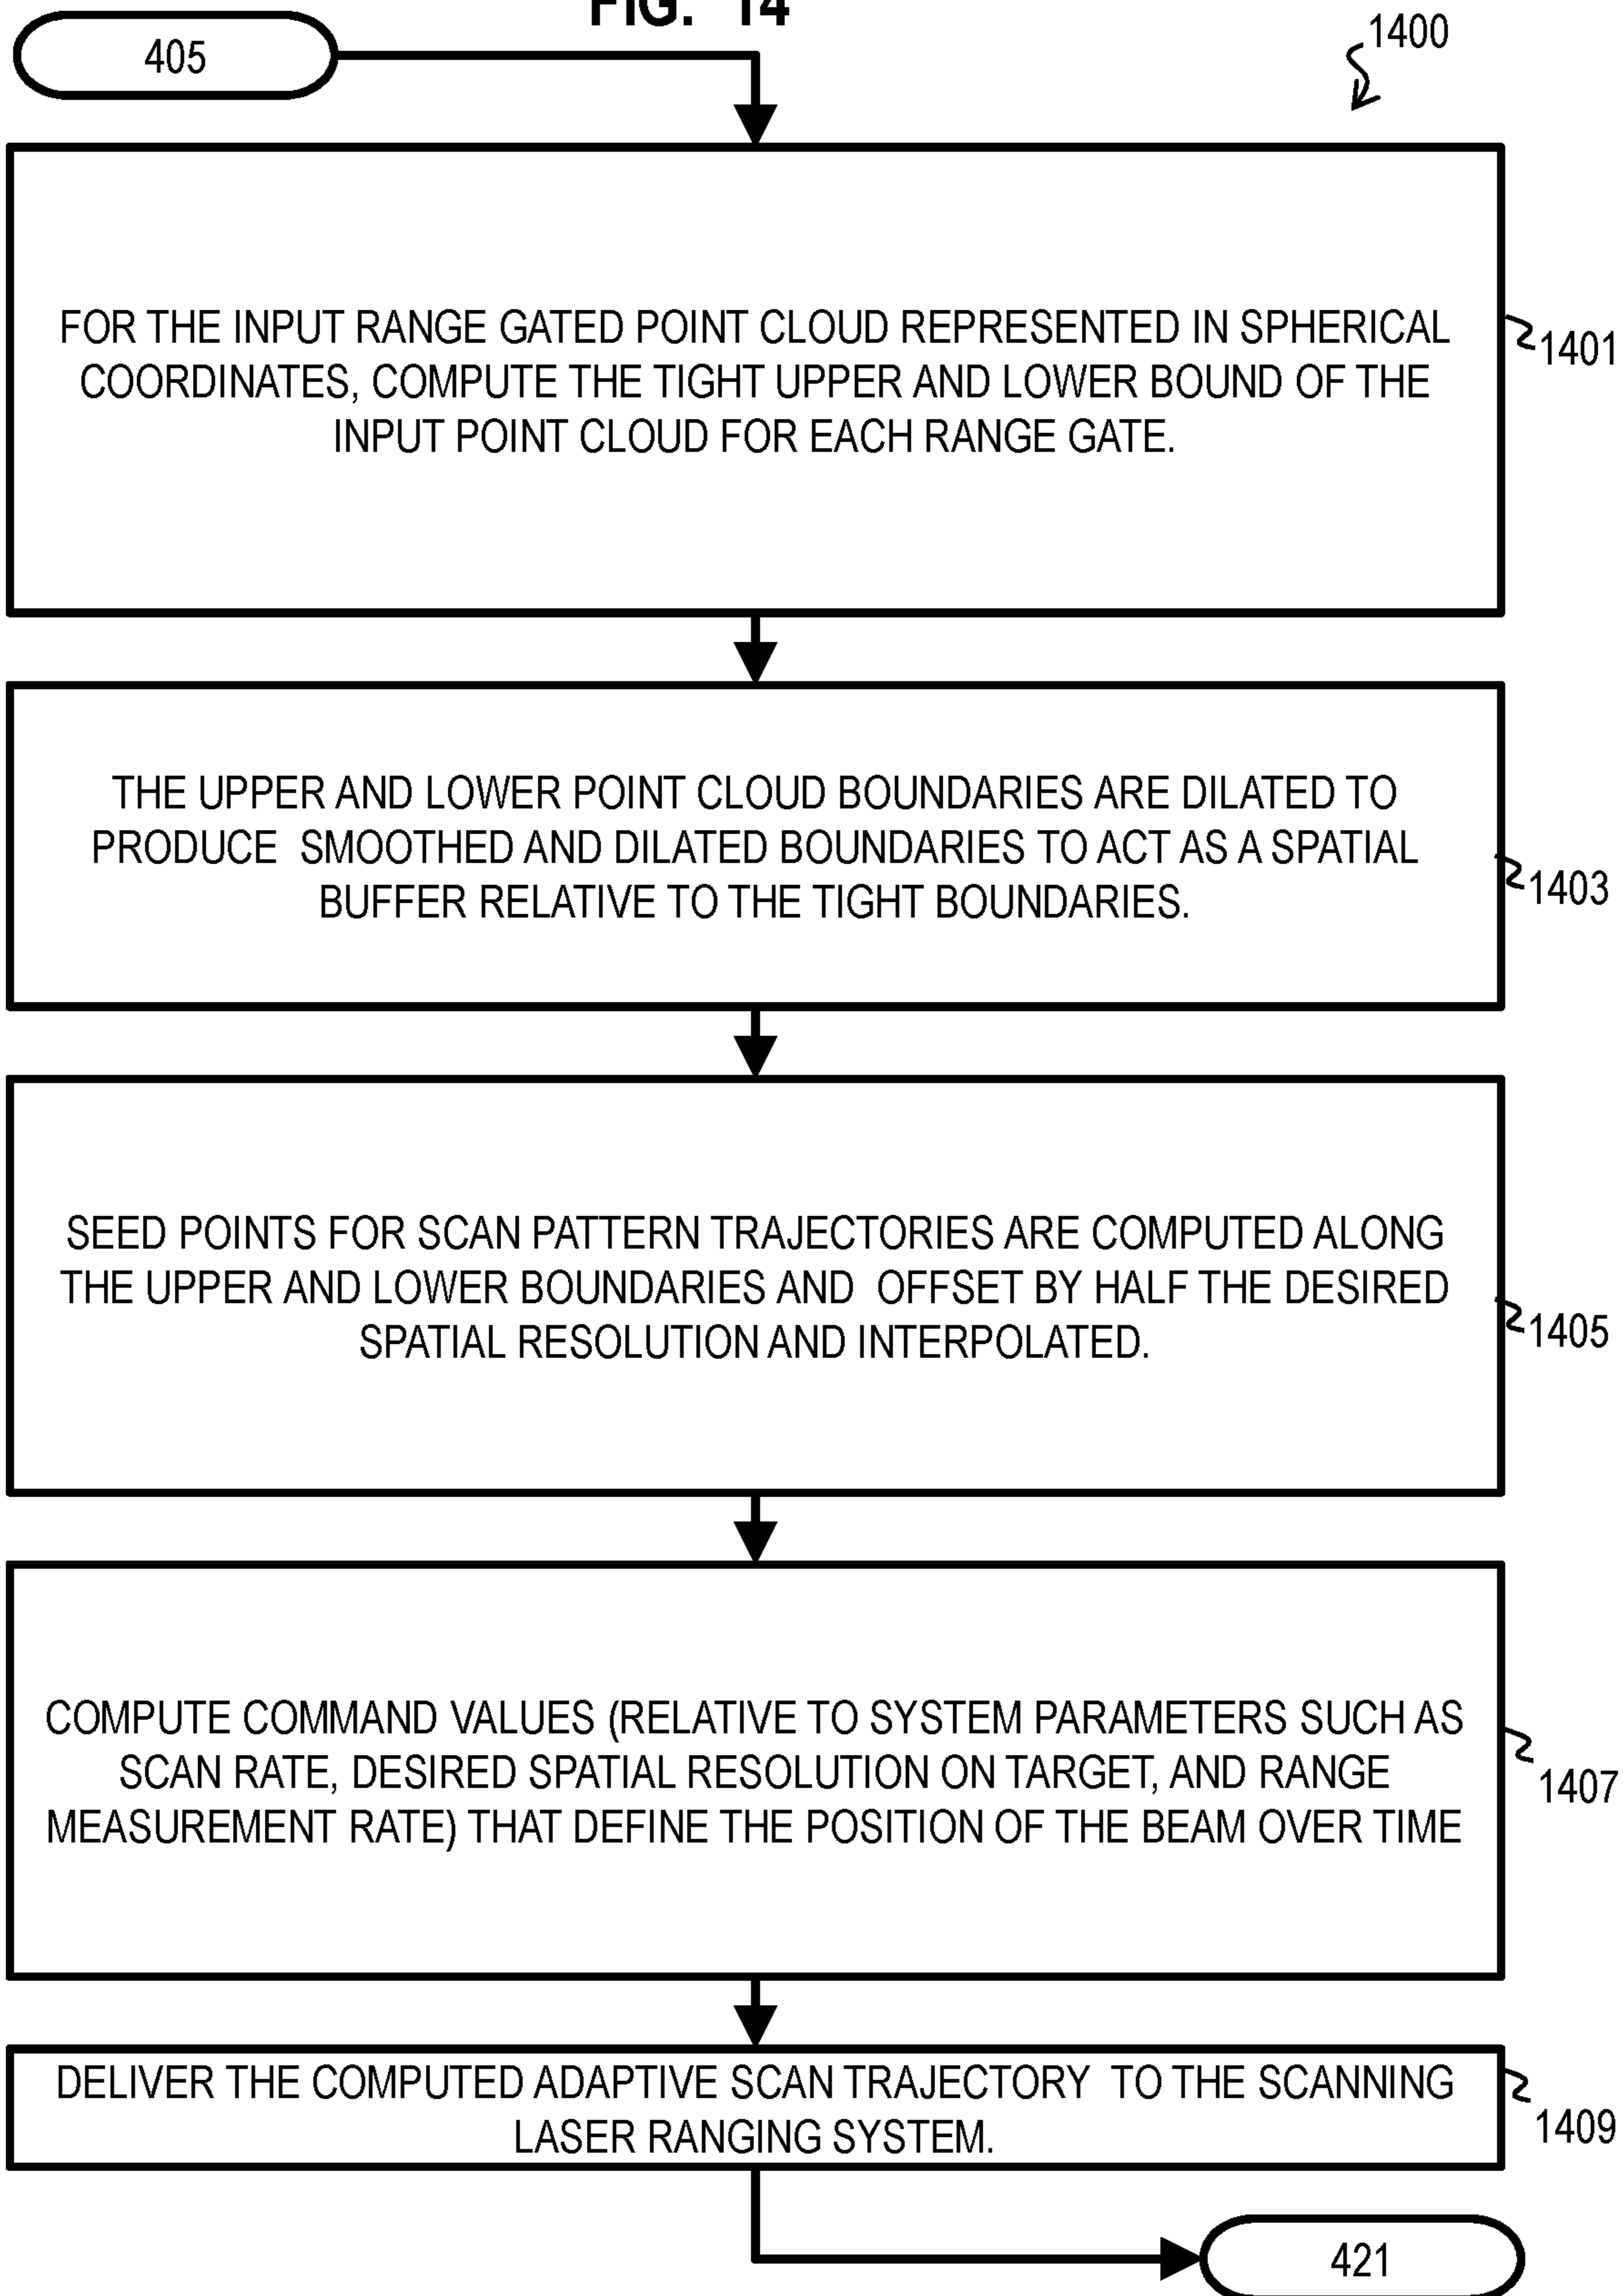 FIG. 14
405
1400
FOR THE INPUT RANGE GATED POINT CLOUD REPRESENTED IN SPHERICAL
COORDINATES, COMPUTE THE TIGHT UPPER AND LOWER BOUND OF THE
INPUT POINT CLOUD FOR EACH RANGE GATE.
1401
THE UPPER AND LOWER POINT CLOUD BOUNDARIES ARE DILATED TO
PRODUCE SMOOTHED AND DILATED BOUNDARIES TO ACT AS A SPATIAL
BUFFER RELATIVE TO THE TIGHT BOUNDARIES.
1403
SEED POINTS FOR SCAN PATTERN TRAJECTORIES ARE COMPUTED ALONG
THE UPPER AND LOWER BOUNDARIES AND OFFSET BY HALF THE DESIRED
SPATIAL RESOLUTION AND INTERPOLATED.
1405
COMPUTE COMMAND VALUES (RELATIVE TO SYSTEM PARAMETERS SUCH AS
SCAN RATE, DESIRED SPATIAL RESOLUTION ON TARGET, AND RANGE
MEASUREMENT RATE) THAT DEFINE THE POSITION OF THE BEAM OVER TIME
1407
DELIVER THE COMPUTED ADAPTIVE SCAN TRAJECTORY TO THE SCANNING
LASER RANGING SYSTEM.
1409
421